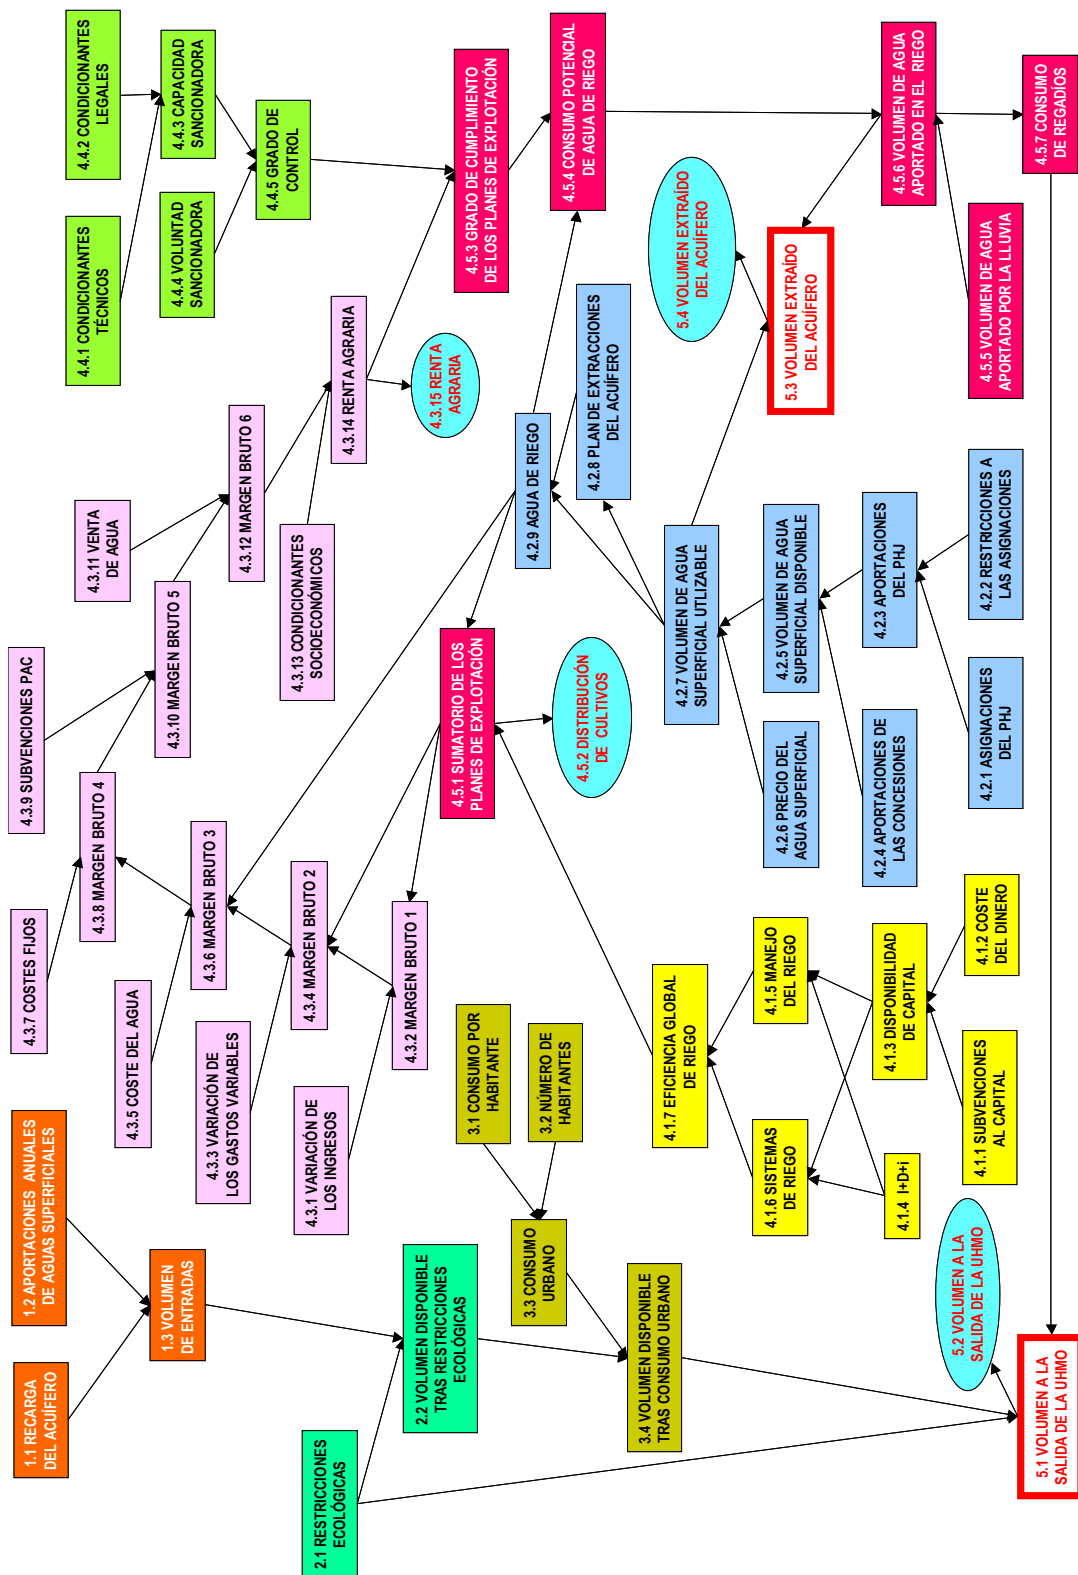 1.1 RECARGA
DEL ACUÍFERO
1.2 APORTACIONES ANUALES
DE AGUAS SUPERFICIALES
1.3 VOLUMEN
DE ENTRADAS
2.1 RESTRICCIONES
ECOLÓGICAS
2.2 VOLUMEN DISPONIBLE
TRAS RESTRICCIONES
ECOLÓGICAS
3.1 CONSUMO POR
HABITANTE
3.2 NÚMERO DE
HABITANTES
3.3 CONSUMO
URBANO
3.4 VOLUMEN DISPONIBLE
TRAS CONSUMO URBANO
4.1.1 SUBVENCIONES
AL CAPITAL
4.1.2 COSTE
DEL DINERO
4.1.3 DISPONIBILIDAD
DE CAPITAL
4.1.4 I+D+i
4.1.5 MANEJO
DEL RIEGO
4.1.6 SISTEMAS
DE RIEGO
4.1.7 EFICIENCIA GLOBAL
DE RIEGO
4.2.1 ASIGNACIONES
DEL PHJ
4.2.2 RESTRICCIONES A
LAS ASIGNACIONES
4.2.3 APORTACIONES
DEL PHJ
4.2.4 APORTACIONES DE
LAS CONCESIONES
4.2.5 VOLUMEN DE AGUA
SUPERFICIAL DISPONIBLE
4.2.6 PRECIO DEL
AGUA SUPERFICIAL
4.2.7 VOLUMEN DE AGUA
SUPERFICIAL UTLIZABLE
4.2.8 PLAN DE EXTRACCIONES
DEL ACUÍFERO
4.2.9 AGUA DE RIEGO
4.3.1 VARIACIÓN DE
LOS INGRESOS
4.3.2 MARGEN BRUTO 1
4.3.3 VARIACIÓN DE
LOS GASTOS VARIABLES
4.3.4 MARGEN BRUTO 2
4.3.5 COSTE DEL AGUA
4.3.6 MARGEN BRUTO 3
4.3.7 COSTES FIJOS
4.3.8 MARGEN BRUTO 4
4.3.9 SUBVENCIONES PAC
4.3.10 MARGEN BRUTO 5
4.3.11 VENTA
DE AGUA
4.3.12 MARGEN BRUTO 6
4.3.13 CONDICIONANTES
SOCIOECONÓMICOS
4.3.14 RENTA AGRARIA
4.3.15 RENTA
AGRARIA
4.4.1 CONDICIONANTES
TÉCNICOS
4.4.2 CONDICIONANTES
LEGALES
4.4.3 CAPACIDAD
SANCIONADORA
4.4.4 VOLUNTAD
SANCIONADORA
4.4.5 GRADO DE
CONTROL
4.5.1 SUMATORIO DE LOS
PLANES DE EXPLOTACIÓN
4.5.2 DISTRIBUCIÓN
DE CULTIVOS
4.5.3 GRADO DE CUMPLIMIENTO
DE LOS PLANES DE EXPLOTACIÓN
4.5.4 CONSUMO POTENCIAL
DE AGUA DE RIEGO
4.5.5 VOLUMEN DE AGUA
APORTADO POR LA LLUVIA
4.5.6 VOLUMEN DE AGUA
APORTADO EN EL RIEGO
4.5.7 CONSUMO
DE REGADÍOS
5.1 VOLUMEN A LA
SALIDA DE LA UHMO
5.2 VOLUMEN A LA
SALIDA DE LA UHMO
5.3 VOLUMEN EXTRAÍDO
DEL ACUÍFERO
5.4 VOLUMEN EXTRAÍDO
DEL ACUÍFERO